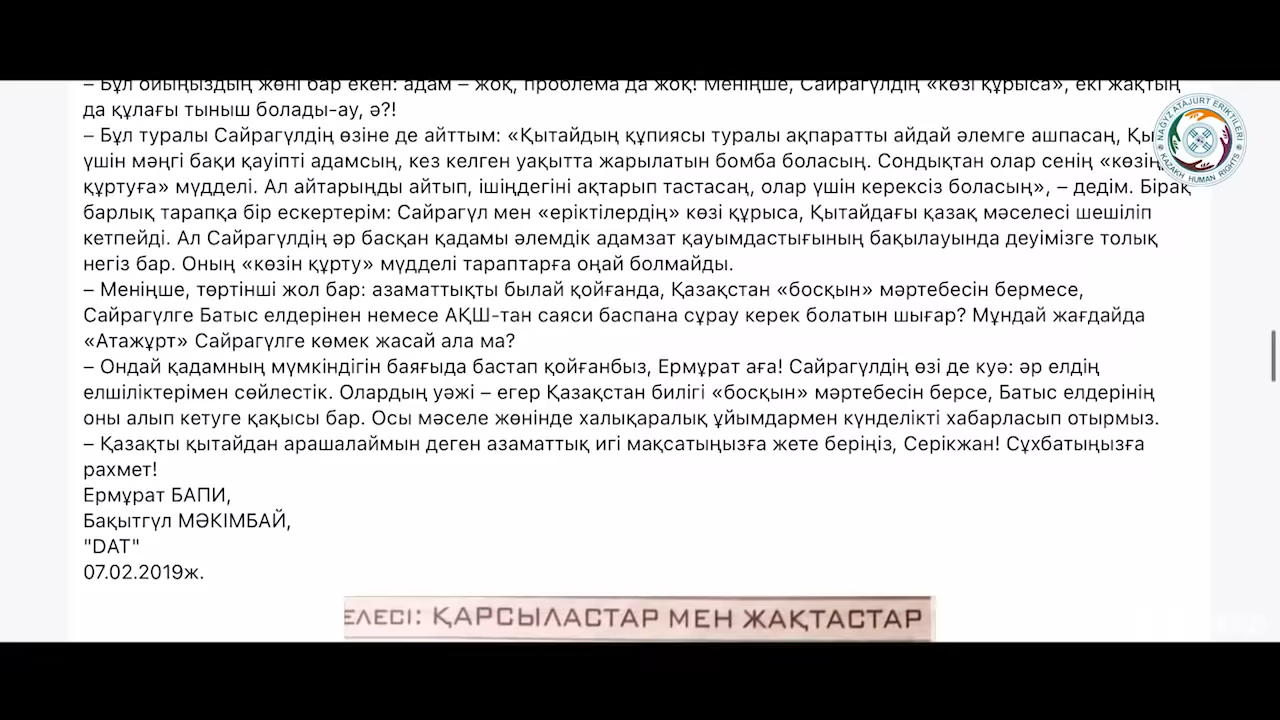 – Бұл ойыңыздың жөні бар екен: адам – жоқ, проблема да жоқ! Меніңше, Сайрагүлдің «көзі құрыса», екі жақтың
да құлағы тыныш болады-ау, ә?!
– Бұл туралы Сайрагүлдің өзіне де айттым: «Қытайдың құпиясы туралы ақпаратты айдай әлемге ашпасаң, Қы
үшін мәңгі бақи қауіпті адамсың, кез келген уақытта жарылатын бомба боласың. Сондықтан олар сенің «көзің
құртуға» мүдделі. Ал айтарыңды айтып, ішіңдегіні ақтарып тастасаң, олар үшін керексіз боласың», – дедім. Бірақ
барлық тарапқа бір ескертерім: Сайрагүл мен «еріктілердің» көзі құрыса, Қытайдағы қазақ мәселесі шешіліп
кетпейді. Ал Сайрагүлдің әр басқан қадамы әлемдік адамзат қауымдастығының бақылауында деуімізге толық
негіз бар. Оның «көзін құрту» мүдделі тараптарға оңай болмайды.
– Меніңше, төртінші жол бар: азаматтықты былай қойғанда, Қазақстан «босқын» мәртебесін бермесе,
Сайрагүлге Батыс елдерінен немесе АҚШ-тан саяси баспана сұрау керек болатын шығар? Мұндай жағдайда
«Атажұрт» Сайрагүлге көмек жасай ала ма?
– Ондай қадамның мүмкіндігін баяғыда бастап қойғанбыз, Ермұрат аға! Сайрагүлдің өзі де куә: әр елдің
елшіліктерімен сөйлестік. Олардың уәжі – егер Қазақстан билігі «босқын» мәртебесін берсе, Батыс елдерінің
оны алып кетуге қақысы бар. Осы мәселе жөнінде халықаралық ұйымдармен күнделікті хабарласып отырмыз.
– Қазақты қытайдан арашалаймын деген азаматтық игі мақсатыңызға жете беріңіз, Серікжан! Сұхбатыңызға
рахмет!
Ермұрат БАПИ,
Бақытгүл МӘКІМБАЙ,
"DAT"
07.02.2019ж.
ЕЛЕСІ: ҚАРСЫЛАСТАР МЕН ЖАҚТАСТАР
NAGYZ ATAJURT ERIKTILERI
KAZAKH HUMAN RIGHTS